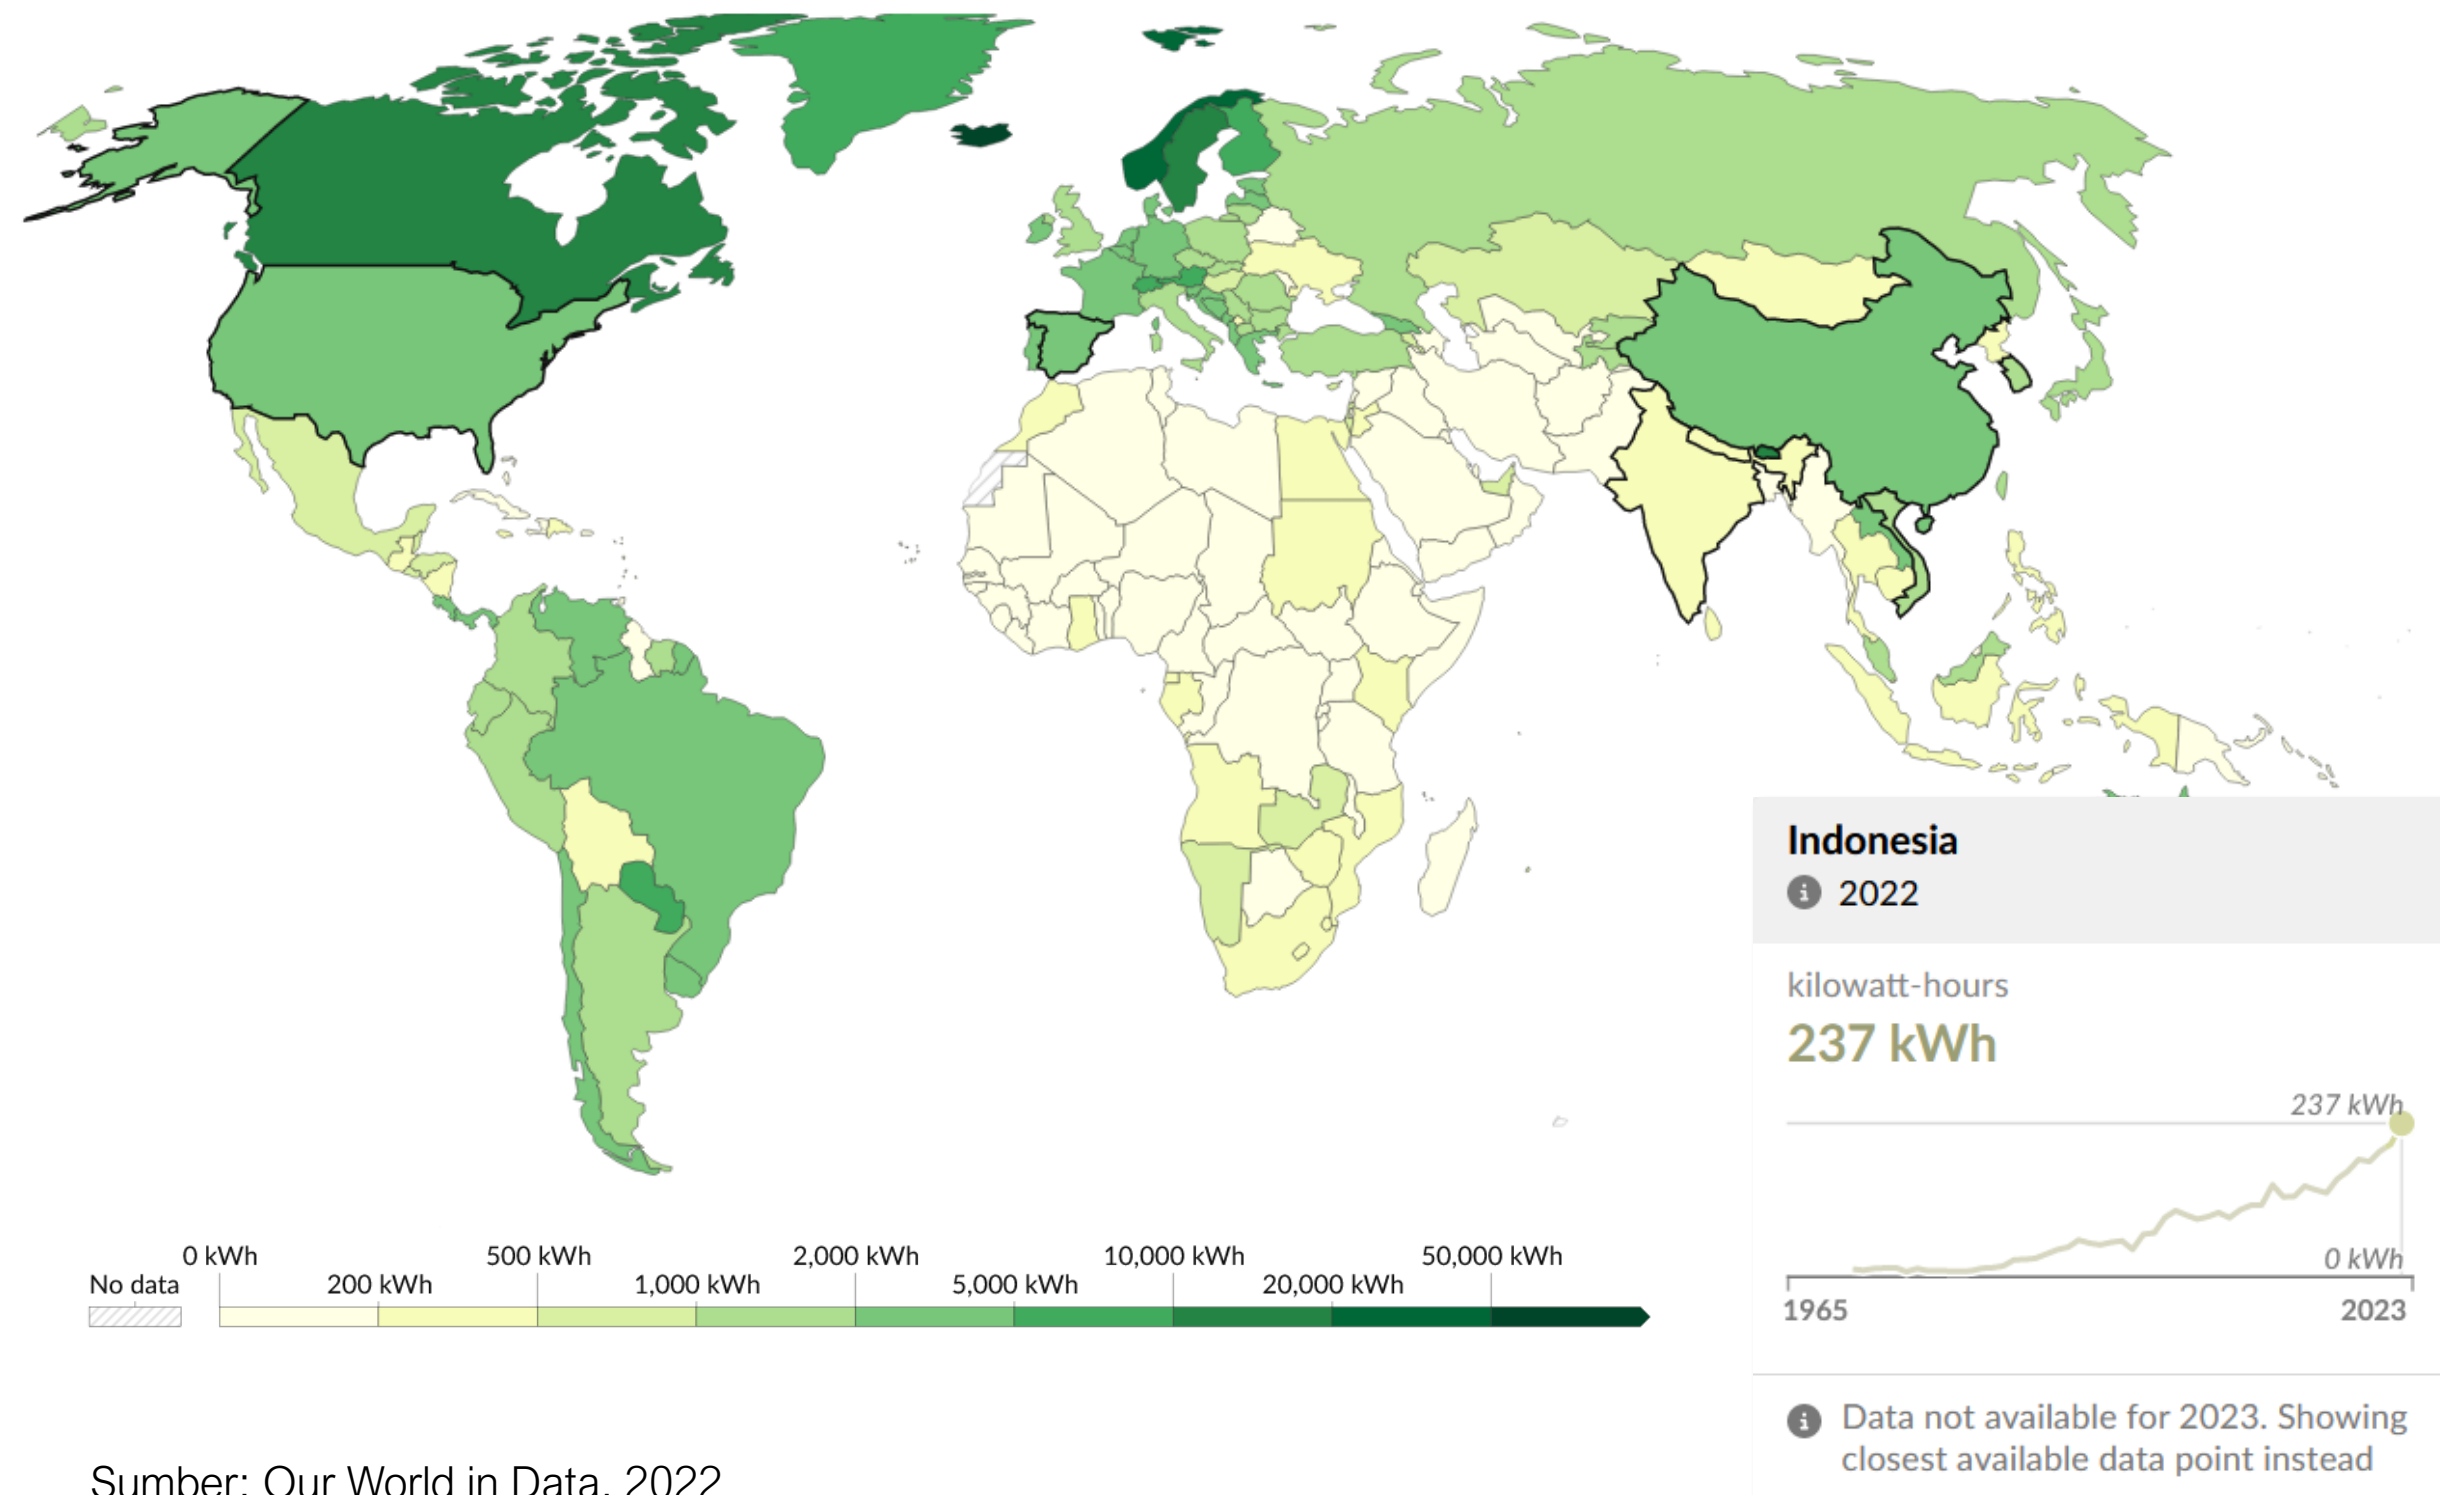 Indonesia
2022
kilowatt-hours
237 kWh
237 kWh
0 kWh
1965 2023
Data not available for 2023. Showing
closest available data point instead
0 kWh 500 kWh 2,000 kWh 10,000 kWh 50,000 kWh
No data 200 kWh 1,000 kWh 5,000 kWh 20,000 kWh
Sumber: Our World in Data, 2022